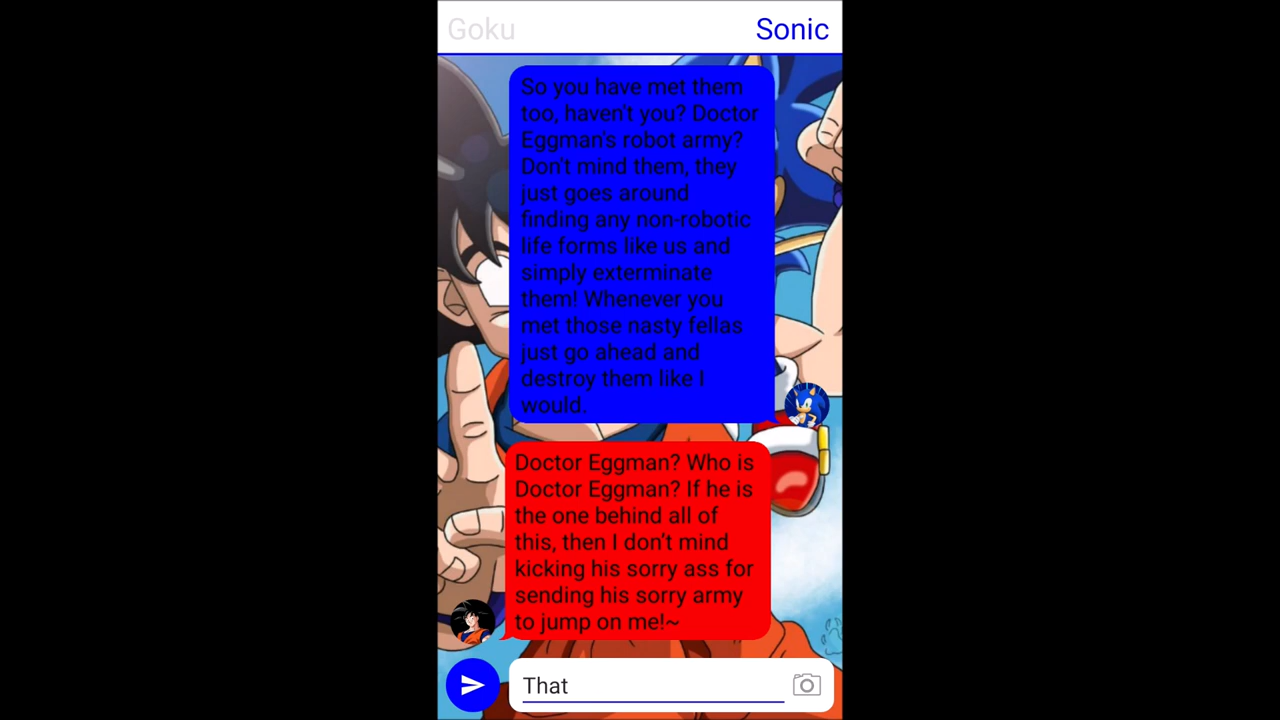 Goku
Sonic
So you have met them
too, haven't you? Doctor
Eggman's robot army?
Don't mind them, they
just goes around
finding any non-robotic
life forms like us and
simply exterminate
them! Whenever you
met those nasty fellas
just go ahead and
destroy them like I
would.
Doctor Eggman? Who is
Doctor Eggman? If he is
the one behind all of
this, then I don’t mind
kicking his sorry ass for
sending his sorry army
to jump on me!~
That